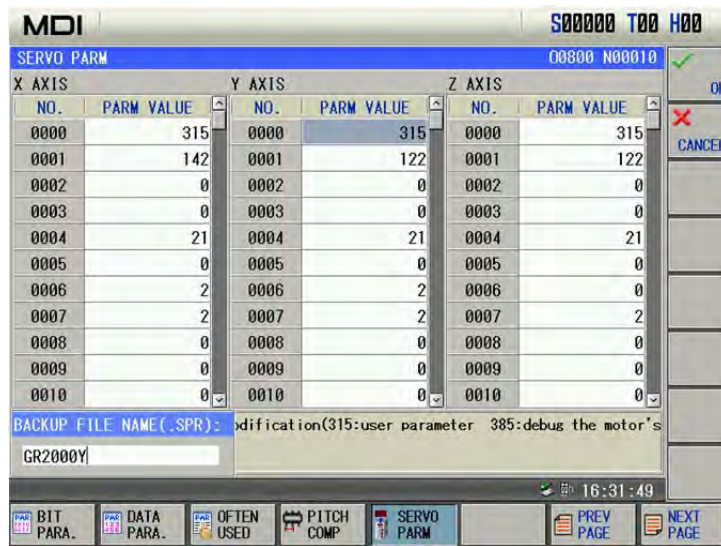 MDI S00000 T00 H00
SERVO PARM O0800 N00010
X AXIS Y AXIS Z AXIS
NO. PARM VALUE NO. PARM VALUE NO. PARM VALUE
0000 315 0000 315 0000 315
0001 142 0001 122 0001 122
0002 0 0002 0 0002 0
0003 0 0003 0 0003 0
0004 21 0004 21 0004 21
0005 0 0005 0 0005 0
0006 2 0006 2 0006 0
0007 2 0007 2 0007 2
0008 0 0008 0 0008 0
0009 0 0009 0 0009 0
0010 0 0010 0 0010 0
CANCEL
BACKUP FILE NAME(.SPR): odification(315:user parameter 385:debug the motor's
GR2000Y
16:31:49
PAR BIT PARA. PAR DATA PARA. PAR OFTEN USED PITCH COMP SERVO PARM PREV PAGE NEXT PAGE